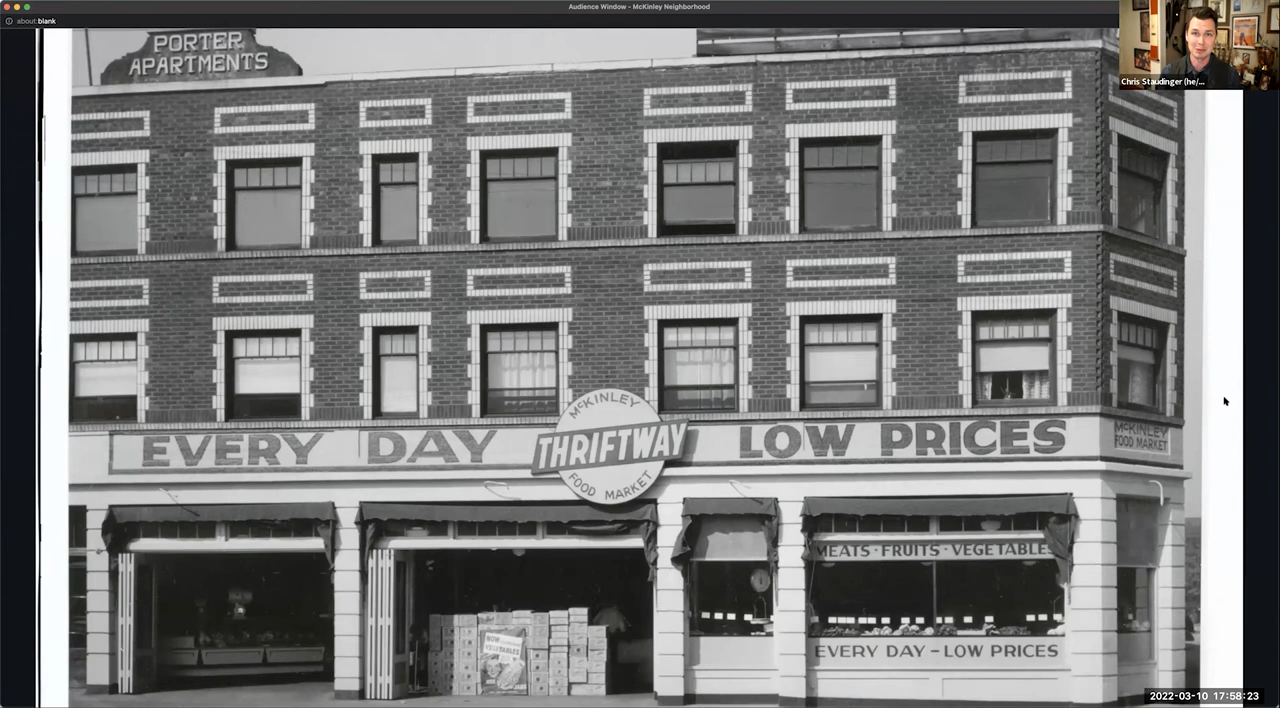 Audience Window - McKinley Neighborhood
about:blank
Chris Staudinger (he/...
PORTER
APARTMENTS
McKINLEY
EVERY DAY THRIFTWAY LOW PRICES
FOOD MARKET
McKINLEY
FOOD MARKET
MEATS · FRUITS · VEGETABLES
EVERY DAY - LOW PRICES
VEGETABLES
2022-03-10 17:58:23